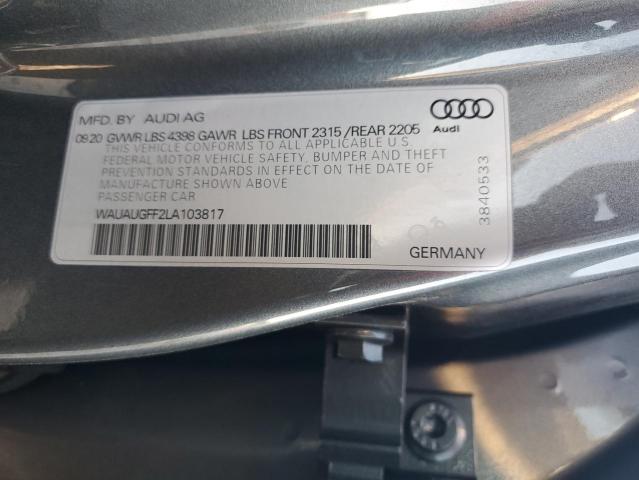 MFD. BY AUDI AG
09 20 GVWR LBS 4398 GAWR LBS FRONT 2315 /REAR 2205
Audi
THIS VEHICLE CONFORMS TO ALL APPLICABLE U.S.
FEDERAL MOTOR VEHICLE SAFETY, BUMPER AND THEFT
PREVENTION STANDARDS IN EFFECT ON THE DATE OF
MANUFACTURE SHOWN ABOVE
PASSENGER CAR
WAUAUGFF2LA103817
3840533
GERMANY